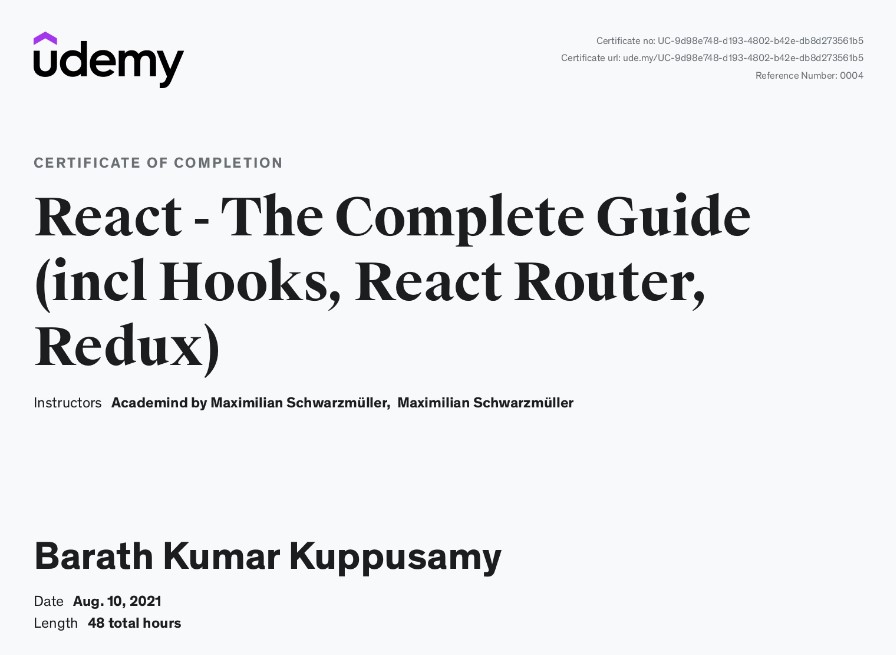 udemy
Certificate no: UC-9d98e748-d193-4802-b42e-db8d273561b5
Certificate url: ude.my/UC-9d98e748-d193-4802-b42e-db8d273561b5
Reference Number: 0004
CERTIFICATE OF COMPLETION
React - The Complete Guide
(incl Hooks, React Router,
Redux)
Instructors Academind by Maximilian Schwarzmüller, Maximilian Schwarzmüller
Barath Kumar Kuppusamy
Date Aug. 10, 2021
Length 48 total hours